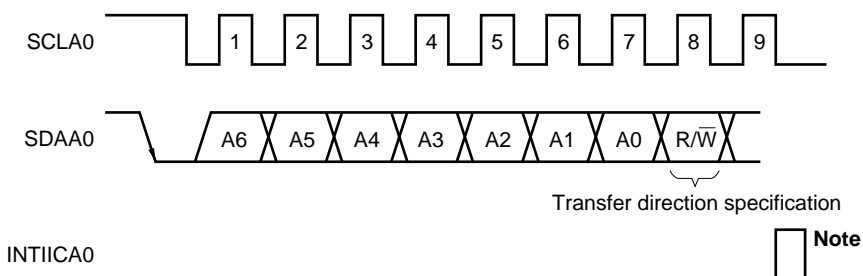 SCLA0 1 2 3 4 5 6 7 8 9
SDAA0 A6 A5 A4 A3 A2 A1 A0 R/W̅
Transfer direction specification
INTIICA0 Note